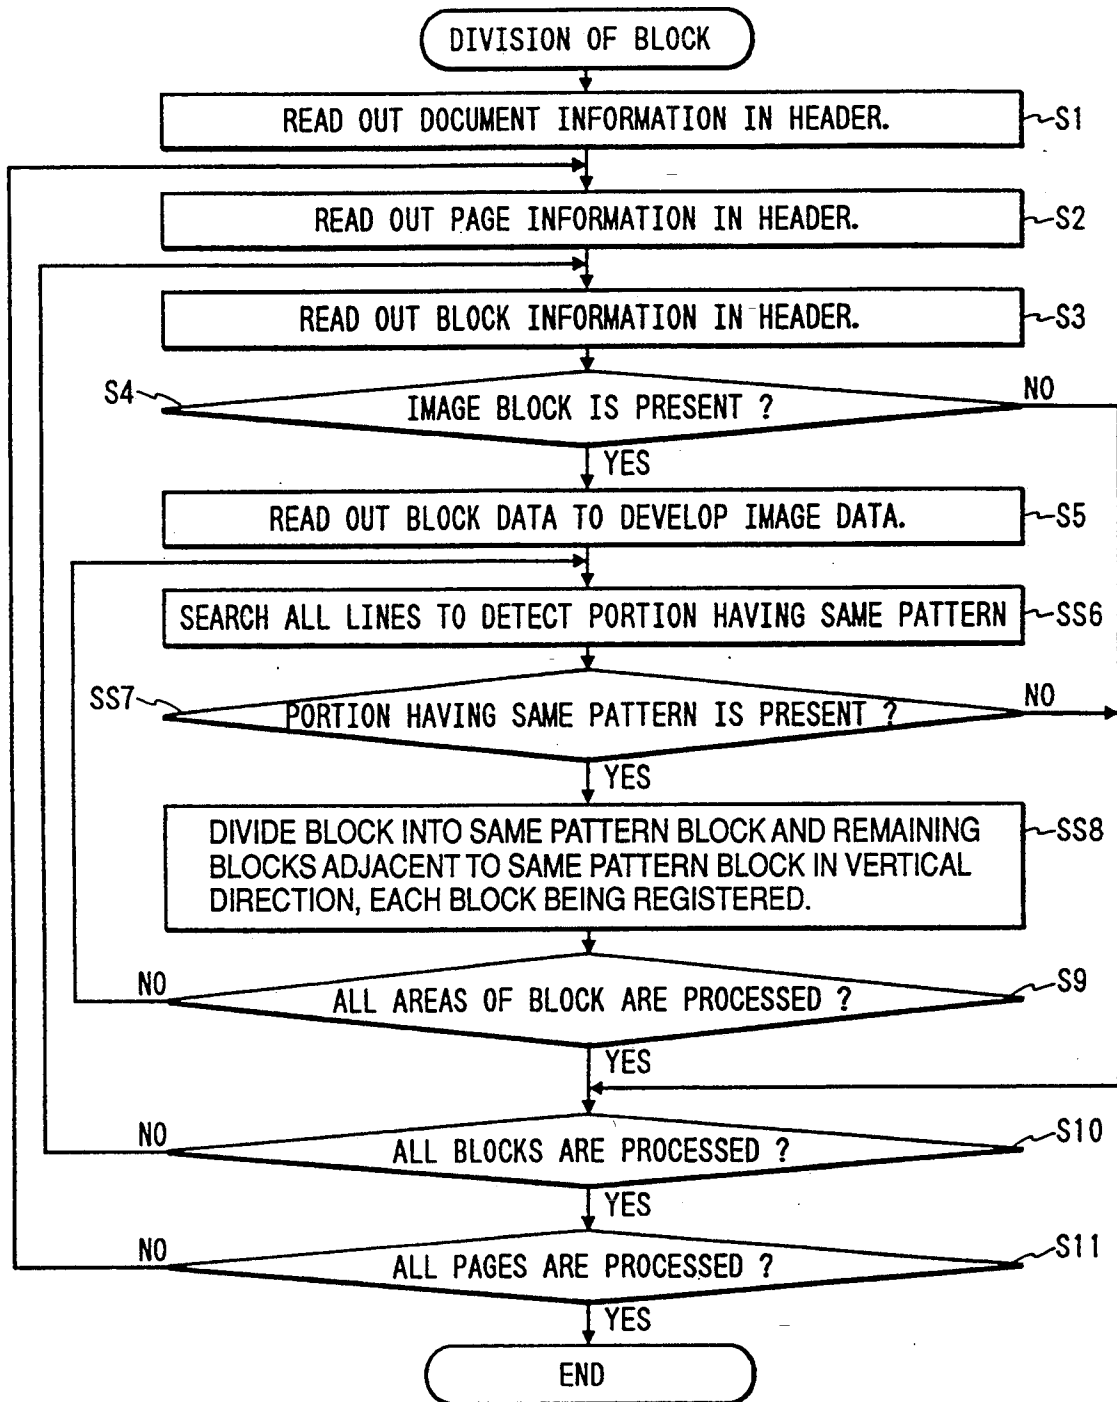 DIVISION OF BLOCK
READ OUT DOCUMENT INFORMATION IN HEADER.
S1
READ OUT PAGE INFORMATION IN HEADER.
S2
READ OUT BLOCK INFORMATION IN HEADER.
S3
S4
IMAGE BLOCK IS PRESENT ?
NO
YES
READ OUT BLOCK DATA TO DEVELOP IMAGE DATA.
S5
SEARCH ALL LINES TO DETECT PORTION HAVING SAME PATTERN
SS6
SS7
PORTION HAVING SAME PATTERN IS PRESENT ?
NO
YES
DIVIDE BLOCK INTO SAME PATTERN BLOCK AND REMAINING
BLOCKS ADJACENT TO SAME PATTERN BLOCK IN VERTICAL
DIRECTION, EACH BLOCK BEING REGISTERED.
SS8
NO
ALL AREAS OF BLOCK ARE PROCESSED ?
S9
YES
NO
ALL BLOCKS ARE PROCESSED ?
S10
YES
NO
ALL PAGES ARE PROCESSED ?
S11
YES
END